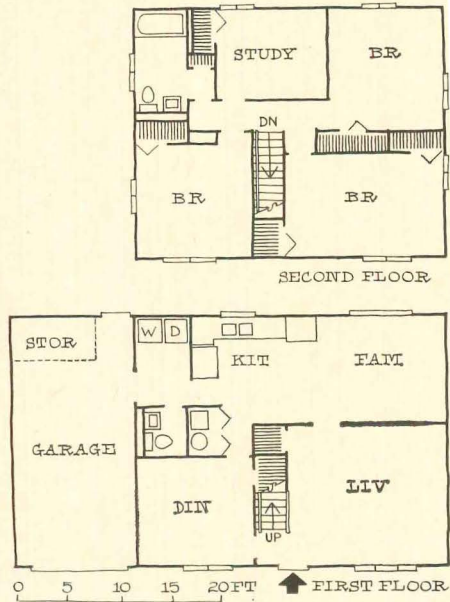 STUDY
BR
DN
BR
BR
SECOND FLOOR
STOR
W D
KIT
FAM
GARAGE
DIN
LIV
UP
0 5 10 15 20 FT
FIRST FLOOR